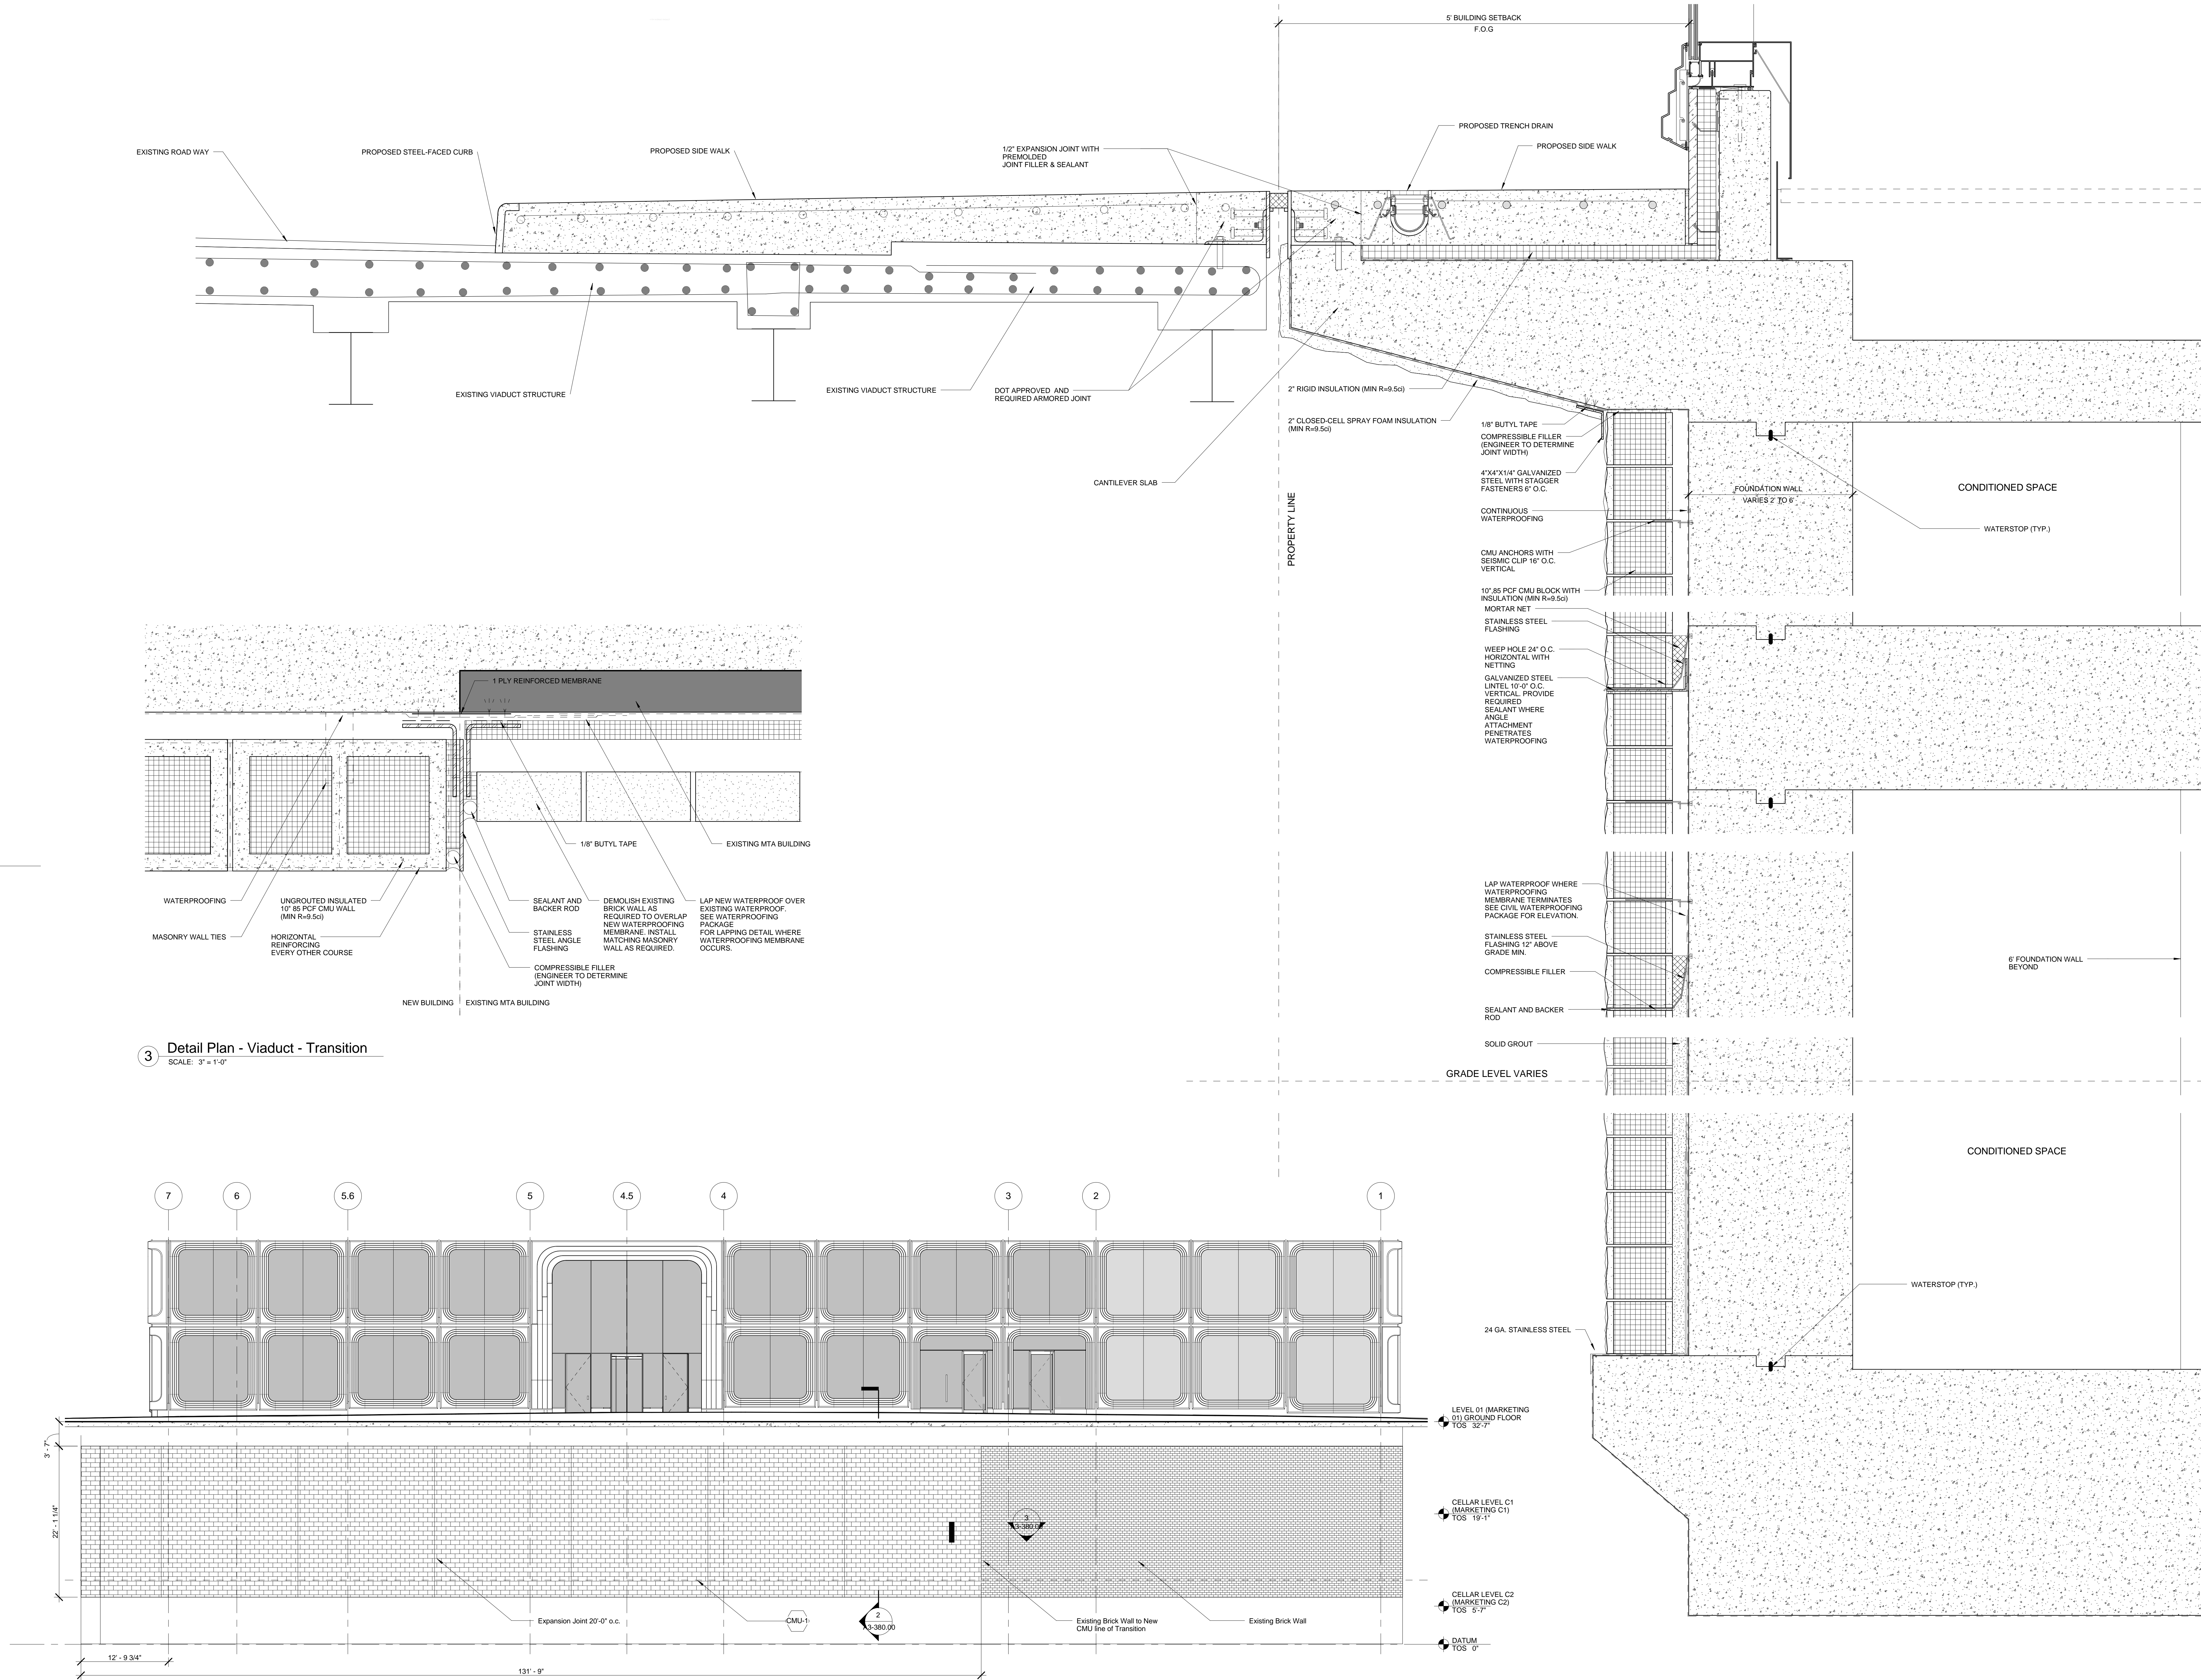 5' BUILDING SETBACK
F.O.G
EXISTING ROAD WAY
PROPOSED STEEL-FACED CURB
PROPOSED SIDE WALK
1/2" EXPANSION JOINT WITH
PREMOLDED
JOINT FILLER & SEALANT
PROPOSED TRENCH DRAIN
PROPOSED SIDE WALK
EXISTING VIADUCT STRUCTURE
EXISTING VIADUCT STRUCTURE
DOT APPROVED AND
REQUIRED ARMORED JOINT
2" RIGID INSULATION (MIN R=9.5ci)
2" CLOSED-CELL SPRAY FOAM INSULATION
(MIN R=9.5ci)
CANTILEVER SLAB
PROPERTY LINE
1/8" BUTYL TAPE
COMPRESSIBLE FILLER
(ENGINEER TO DETERMINE
JOINT WIDTH)
4"X4"X1/4" GALVANIZED
STEEL WITH STAGGER
FASTENERS 6" O.C.
CONTINUOUS
WATERPROOFING
CMU ANCHORS WITH
SEISMIC CLIP 16" O.C.
VERTICAL
10",85 PCF CMU BLOCK WITH
INSULATION (MIN R=9.5ci)
MORTAR NET
STAINLESS STEEL
FLASHING
WEEP HOLE 24" O.C.
HORIZONTAL WITH
NETTING
GALVANIZED STEEL
LINTEL 10'-0" O.C.
VERTICAL. PROVIDE
REQUIRED
SEALANT WHERE
ANGLE
ATTACHMENT
PENETRATES
WATERPROOFING
FOUNDATION WALL
VARIES 2' TO 6'
CONDITIONED SPACE
WATERSTOP (TYP.)
LAP WATERPROOF WHERE
WATERPROOFING
MEMBRANE TERMINATES
SEE CIVIL WATERPROOFING
PACKAGE FOR ELEVATION.
STAINLESS STEEL
FLASHING 12" ABOVE
GRADE MIN.
COMPRESSIBLE FILLER
SEALANT AND BACKER
ROD
6' FOUNDATION WALL
BEYOND
SOLID GROUT
GRADE LEVEL VARIES
CONDITIONED SPACE
WATERSTOP (TYP.)
24 GA. STAINLESS STEEL
1 PLY REINFORCED MEMBRANE
1/8" BUTYL TAPE
EXISTING MTA BUILDING
WATERPROOFING
MASONRY WALL TIES
UNGROUTED INSULATED
10" 85 PCF CMU WALL
(MIN R=9.5ci)
HORIZONTAL
REINFORCING
EVERY OTHER COURSE
SEALANT AND
BACKER ROD
STAINLESS
STEEL ANGLE
FLASHING
COMPRESSIBLE FILLER
(ENGINEER TO DETERMINE
JOINT WIDTH)
DEMOLISH EXISTING
BRICK WALL AS
REQUIRED TO OVERLAP
NEW WATERPROOFING
MEMBRANE. INSTALL
MATCHING MASONRY
WALL AS REQUIRED.
LAP NEW WATERPROOF OVER
EXISTING WATERPROOF.
SEE WATERPROOFING
PACKAGE
FOR LAPPING DETAIL WHERE
WATERPROOFING MEMBRANE
OCCURS.
NEW BUILDING
EXISTING MTA BUILDING
3
Detail Plan - Viaduct - Transition
SCALE: 3" = 1'-0"
7
6
5.6
5
4.5
4
3
2
1
LEVEL 01 (MARKETING
01) GROUND FLOOR
TOS 32'-7"
CELLAR LEVEL C1
(MARKETING C1)
TOS 19'-1"
CELLAR LEVEL C2
(MARKETING C2)
TOS 5'-7"
DATUM
TOS 0"
3' - 7"
22' - 1 1/4"
3
A3-380.00
Expansion Joint 20'-0" o.c.
CMU-1
2
A3-380.00
Existing Brick Wall to New
CMU line of Transition
Existing Brick Wall
12' - 9 3/4"
131' - 9"